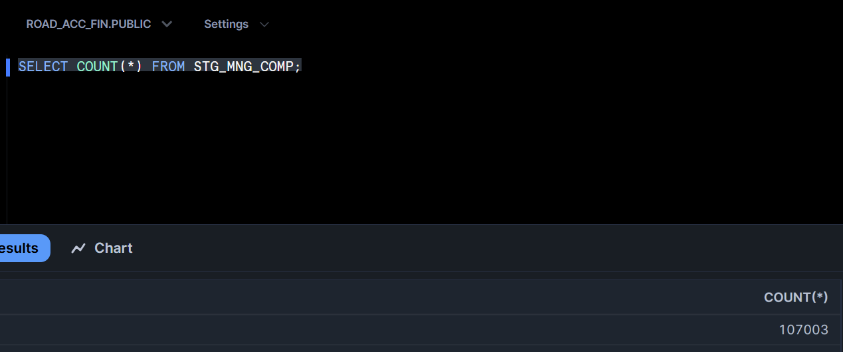 ROAD_ACC_FIN.PUBLIC Settings
SELECT COUNT(*) FROM STG_MNG_COMP;
esults Chart
COUNT(*)
107003